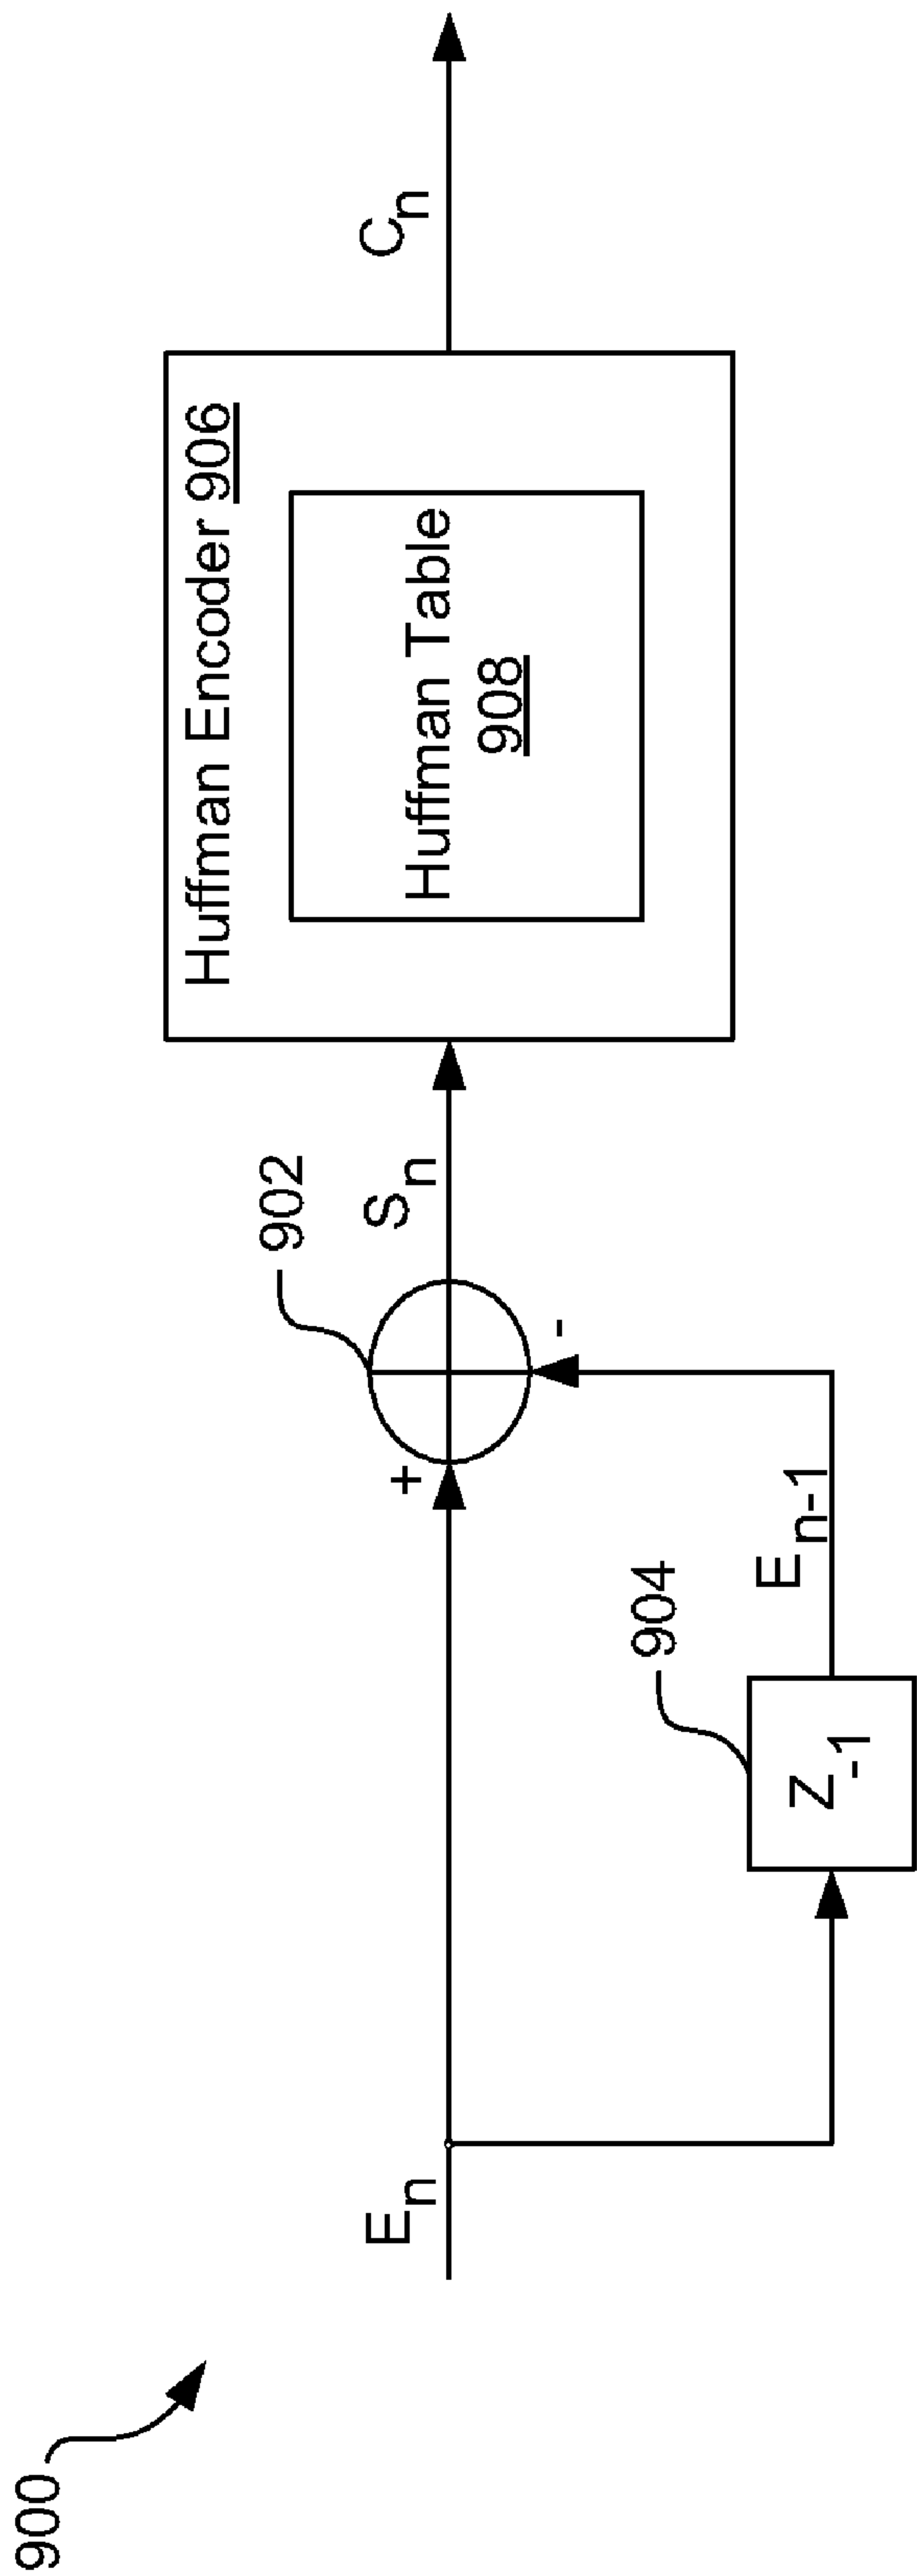 900
E_n
Z_-1
904
E_n-1
+
-
902
S_n
Huffman Encoder 906
Huffman Table
908
C_n